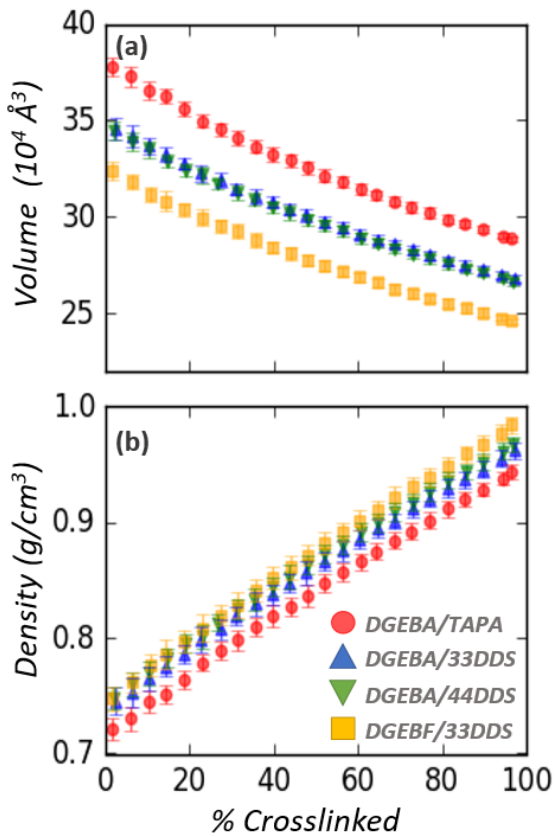 40
(a)
35
30
25
Volume (10⁴ Å³)
1.0
(b)
0.9
0.8
0.7
Density (g/cm³)
DGEBA/TAPA
DGEBA/33DDS
DGEBA/44DDS
DGEBF/33DDS
0 20 40 60 80 100
% Crosslinked